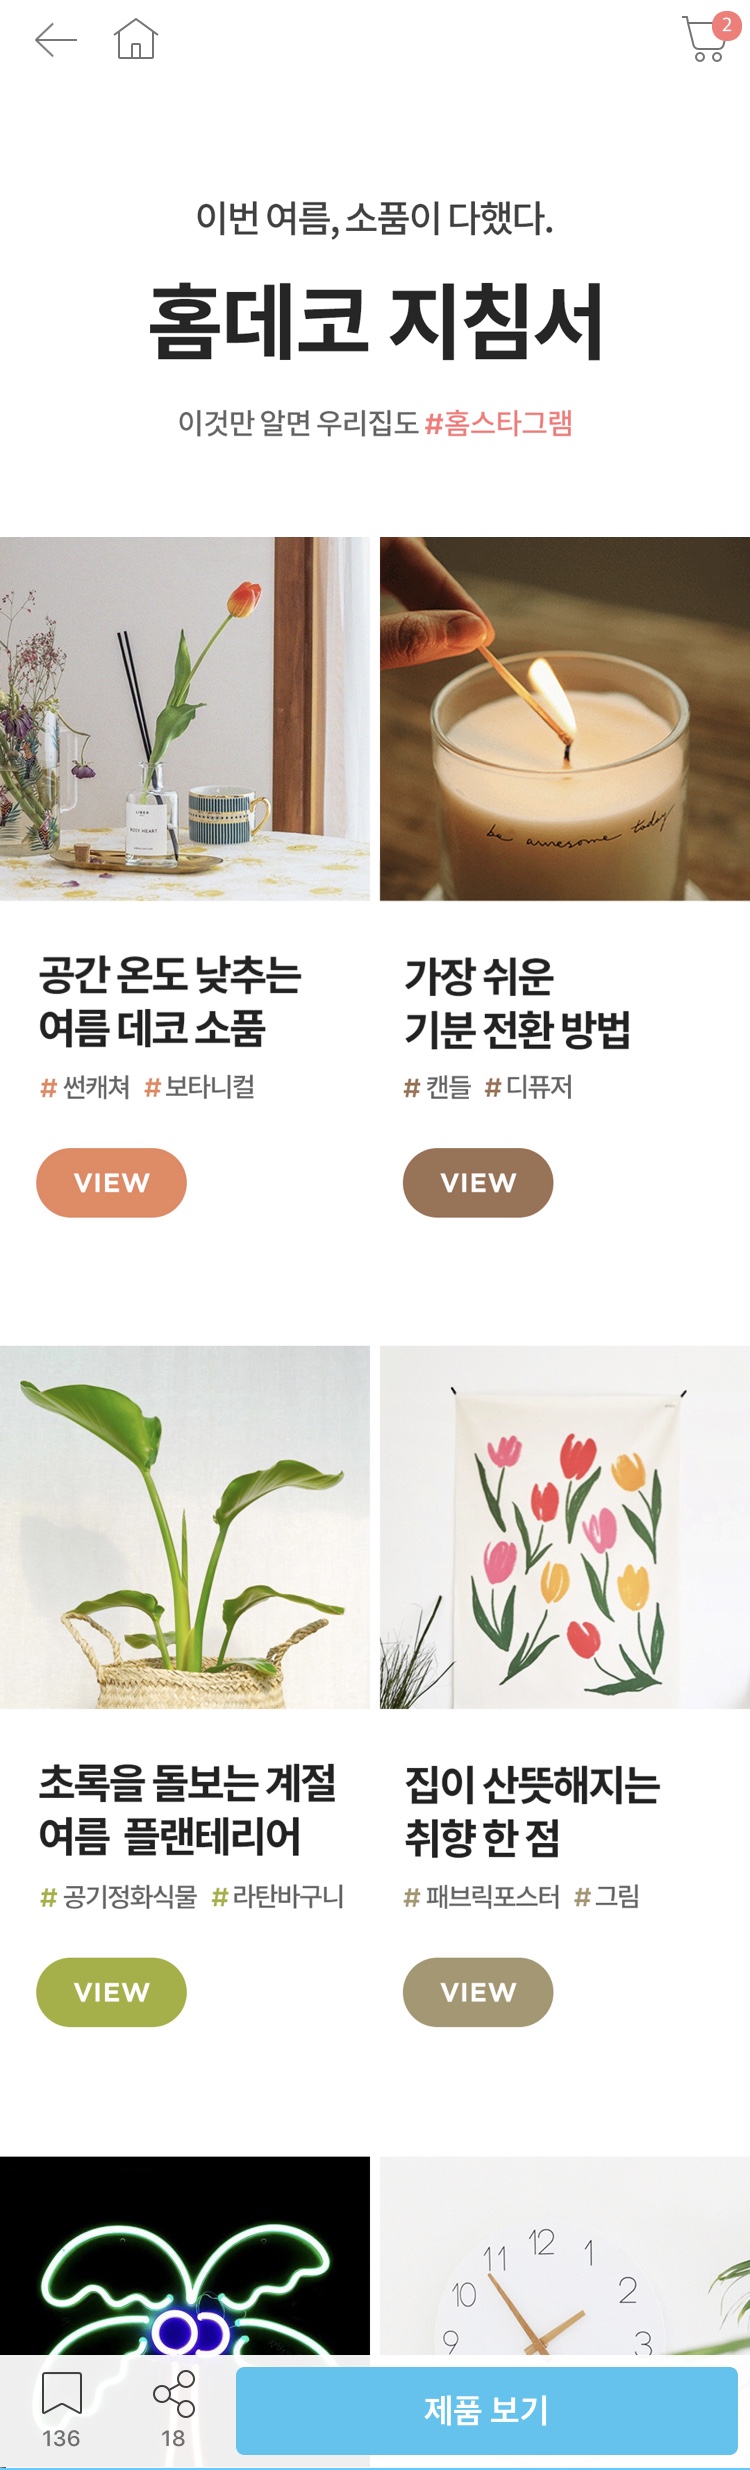 2
이번 여름, 소품이 다했다.
홈데코 지침서
이것만 알면 우리집도 #홈스타그램
LINEN
ROSY HEART
be awesome today
공간 온도 낮추는
여름 데코 소품
# 썬캐쳐 # 보타니컬
VIEW
가장 쉬운
기분 전환 방법
# 캔들 # 디퓨저
VIEW
초록을 돌보는 계절
여름 플랜테리어
# 공기정화식물 # 라탄바구니
VIEW
집이 산뜻해지는
취향 한 점
# 패브릭포스터 # 그림
VIEW
12
11 1
10 2
9 3
136
18
제품 보기